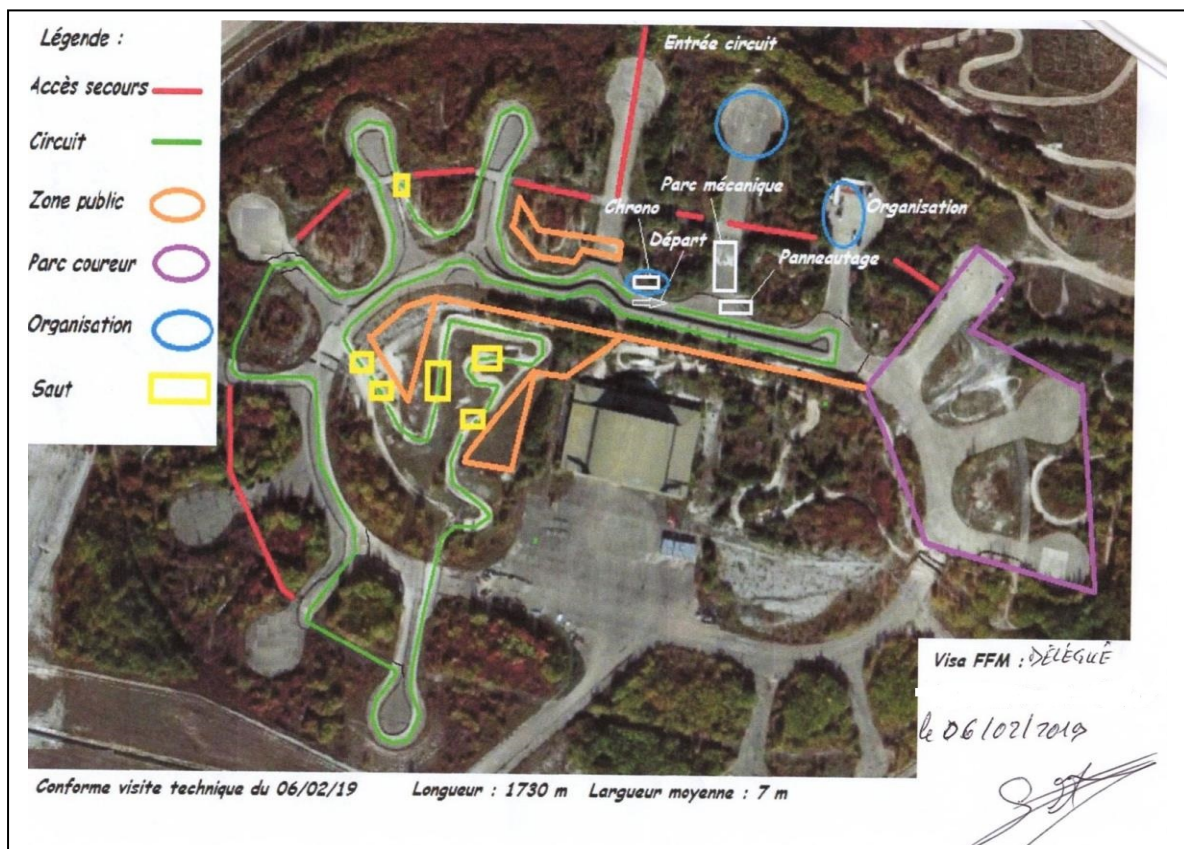 Légende :
Accès secours
Circuit
Zone public
Parc coureur
Organisation
Saut
Entrée circuit
Parc mécanique
Chrono
Organisation
Départ
Panneautage
Visa FFM : DÉLÉGUÉ
le 06/02/2019
Conforme visite technique du 06/02/19 Longueur : 1730 m Largueur moyenne : 7 m